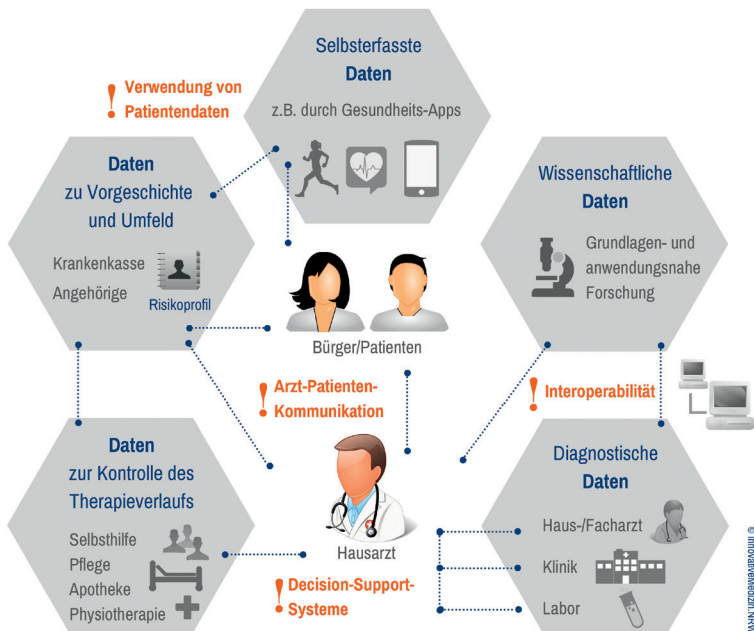 Selbsterfasste
Daten
z.B. durch Gesundheits-Apps
! Verwendung von
Patientendaten
Daten
zu Vorgeschichte
und Umfeld
Krankenkasse
Angehörige
Risikoprofil
Wissenschaftliche
Daten
Grundlagen- und
anwendungsnahe
Forschung
Bürger/Patienten
! Arzt-Patienten-
Kommunikation
! Interoperabilität
Daten
zur Kontrolle des
Therapieverlaufs
Selbsthilfe
Pflege
Apotheke
Physiotherapie
Hausarzt
! Decision-Support-
Systeme
Diagnostische
Daten
Haus-/Facharzt
Klinik
Labor
© InnovativeMedizin.NRW